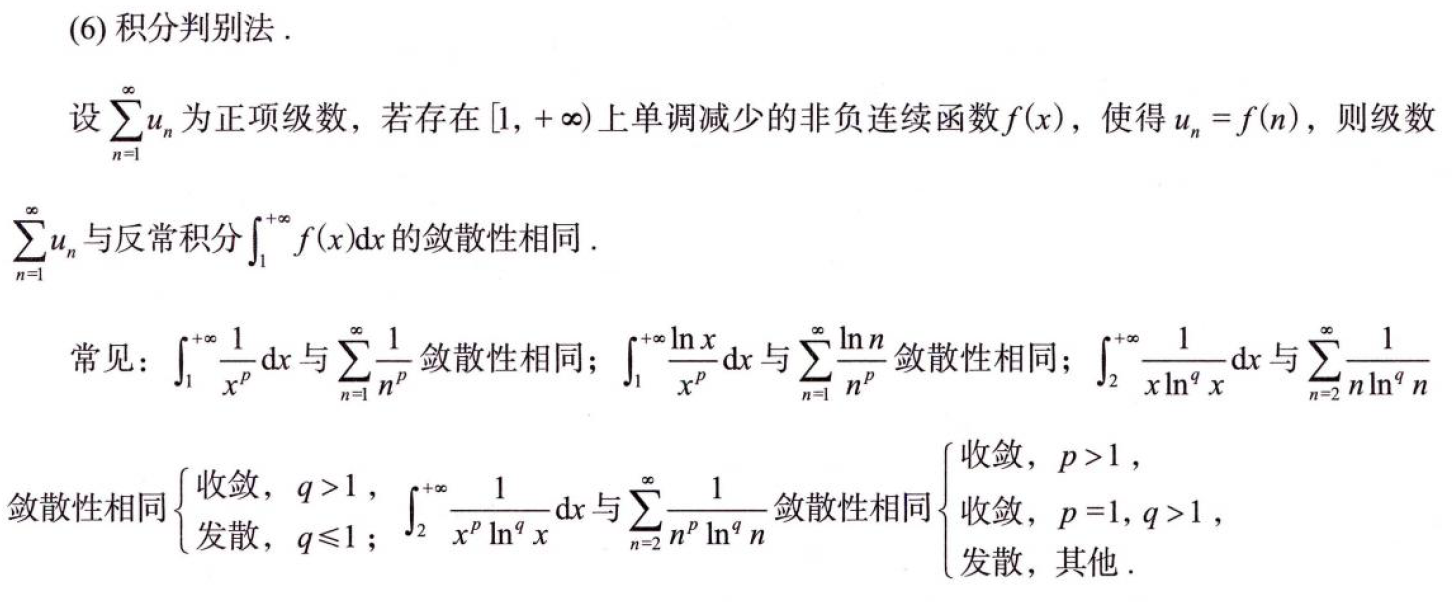 (6) 积分判别法.
设 $\sum_{n=1}^{\infty} u_n$ 为正项级数，若存在 $[1, +\infty)$ 上单调减少的非负连续函数 $f(x)$，使得 $u_n = f(n)$，则级数
$\sum_{n=1}^{\infty} u_n$ 与反常积分 $\int_1^{+\infty} f(x)\mathrm{d}x$ 的敛散性相同.
常见：$\int_1^{+\infty} \frac{1}{x^p}\mathrm{d}x$ 与 $\sum_{n=1}^{\infty} \frac{1}{n^p}$ 敛散性相同；$\int_1^{+\infty} \frac{\ln x}{x^p}\mathrm{d}x$ 与 $\sum_{n=1}^{\infty} \frac{\ln n}{n^p}$ 敛散性相同；$\int_2^{+\infty} \frac{1}{x\ln^q x}\mathrm{d}x$ 与 $\sum_{n=2}^{\infty} \frac{1}{n\ln^q n}$
敛散性相同 $\begin{cases} 收敛，q>1， \\ 发散，q\leqslant 1； \end{cases}$ $\int_2^{+\infty} \frac{1}{x^p\ln^q x}\mathrm{d}x$ 与 $\sum_{n=2}^{\infty} \frac{1}{n^p\ln^q n}$ 敛散性相同 $\begin{cases} 收敛，p>1， \\ 收敛，p=1, q>1， \\ 发散，其他. \end{cases}$